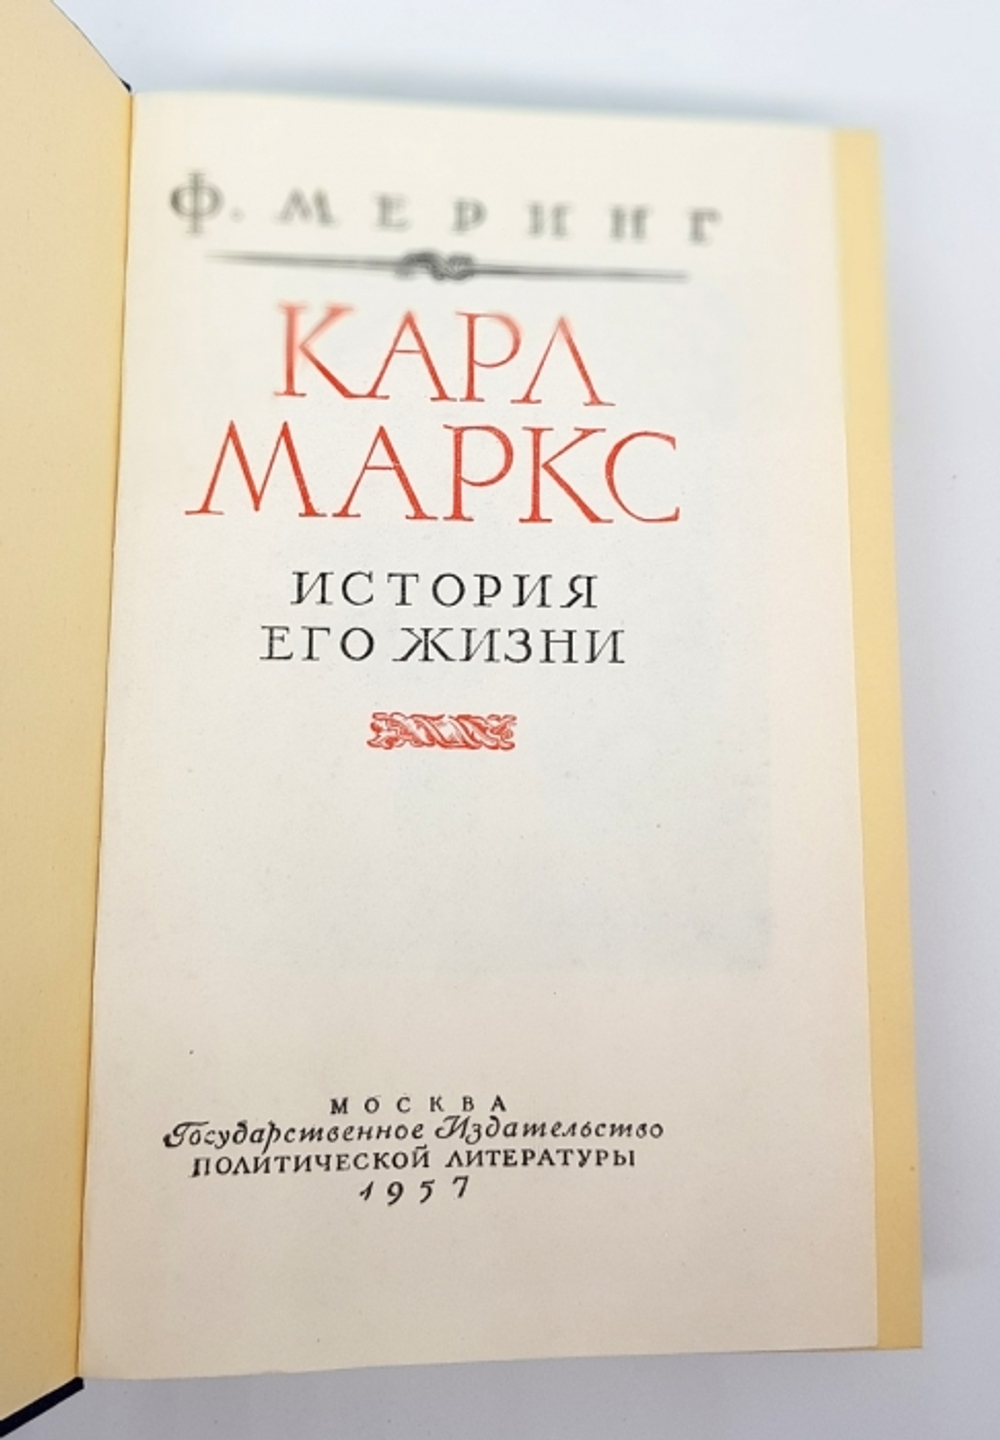 Ф. МЕРИНГ
КАРЛ
МАРКС
ИСТОРИЯ
ЕГО ЖИЗНИ
МОСКВА
Государственное Издательство
ПОЛИТИЧЕСКОЙ ЛИТЕРАТУРЫ
1957